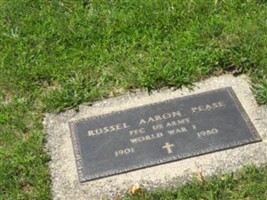 RUSSEL AARON PEASE
PFC US ARMY
WORLD WAR I
1901 1980